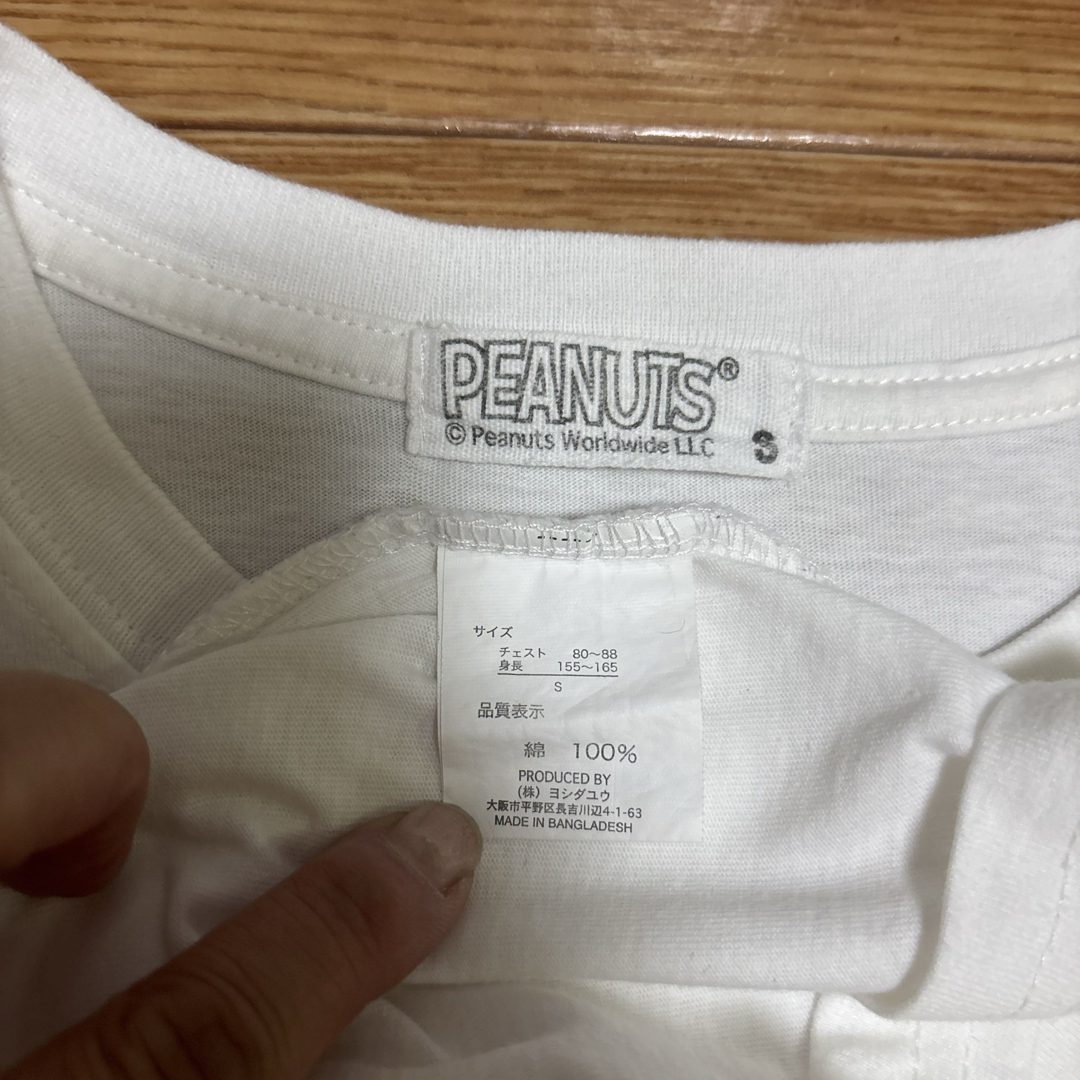 PEANUTS®
© Peanuts Worldwide LLC S
サイズ
チェスト 80〜88
身長 155〜165
S
品質表示
綿 100%
PRODUCED BY
(株) ヨシダユウ
大阪市平野区長吉川辺4-1-63
MADE IN BANGLADESH